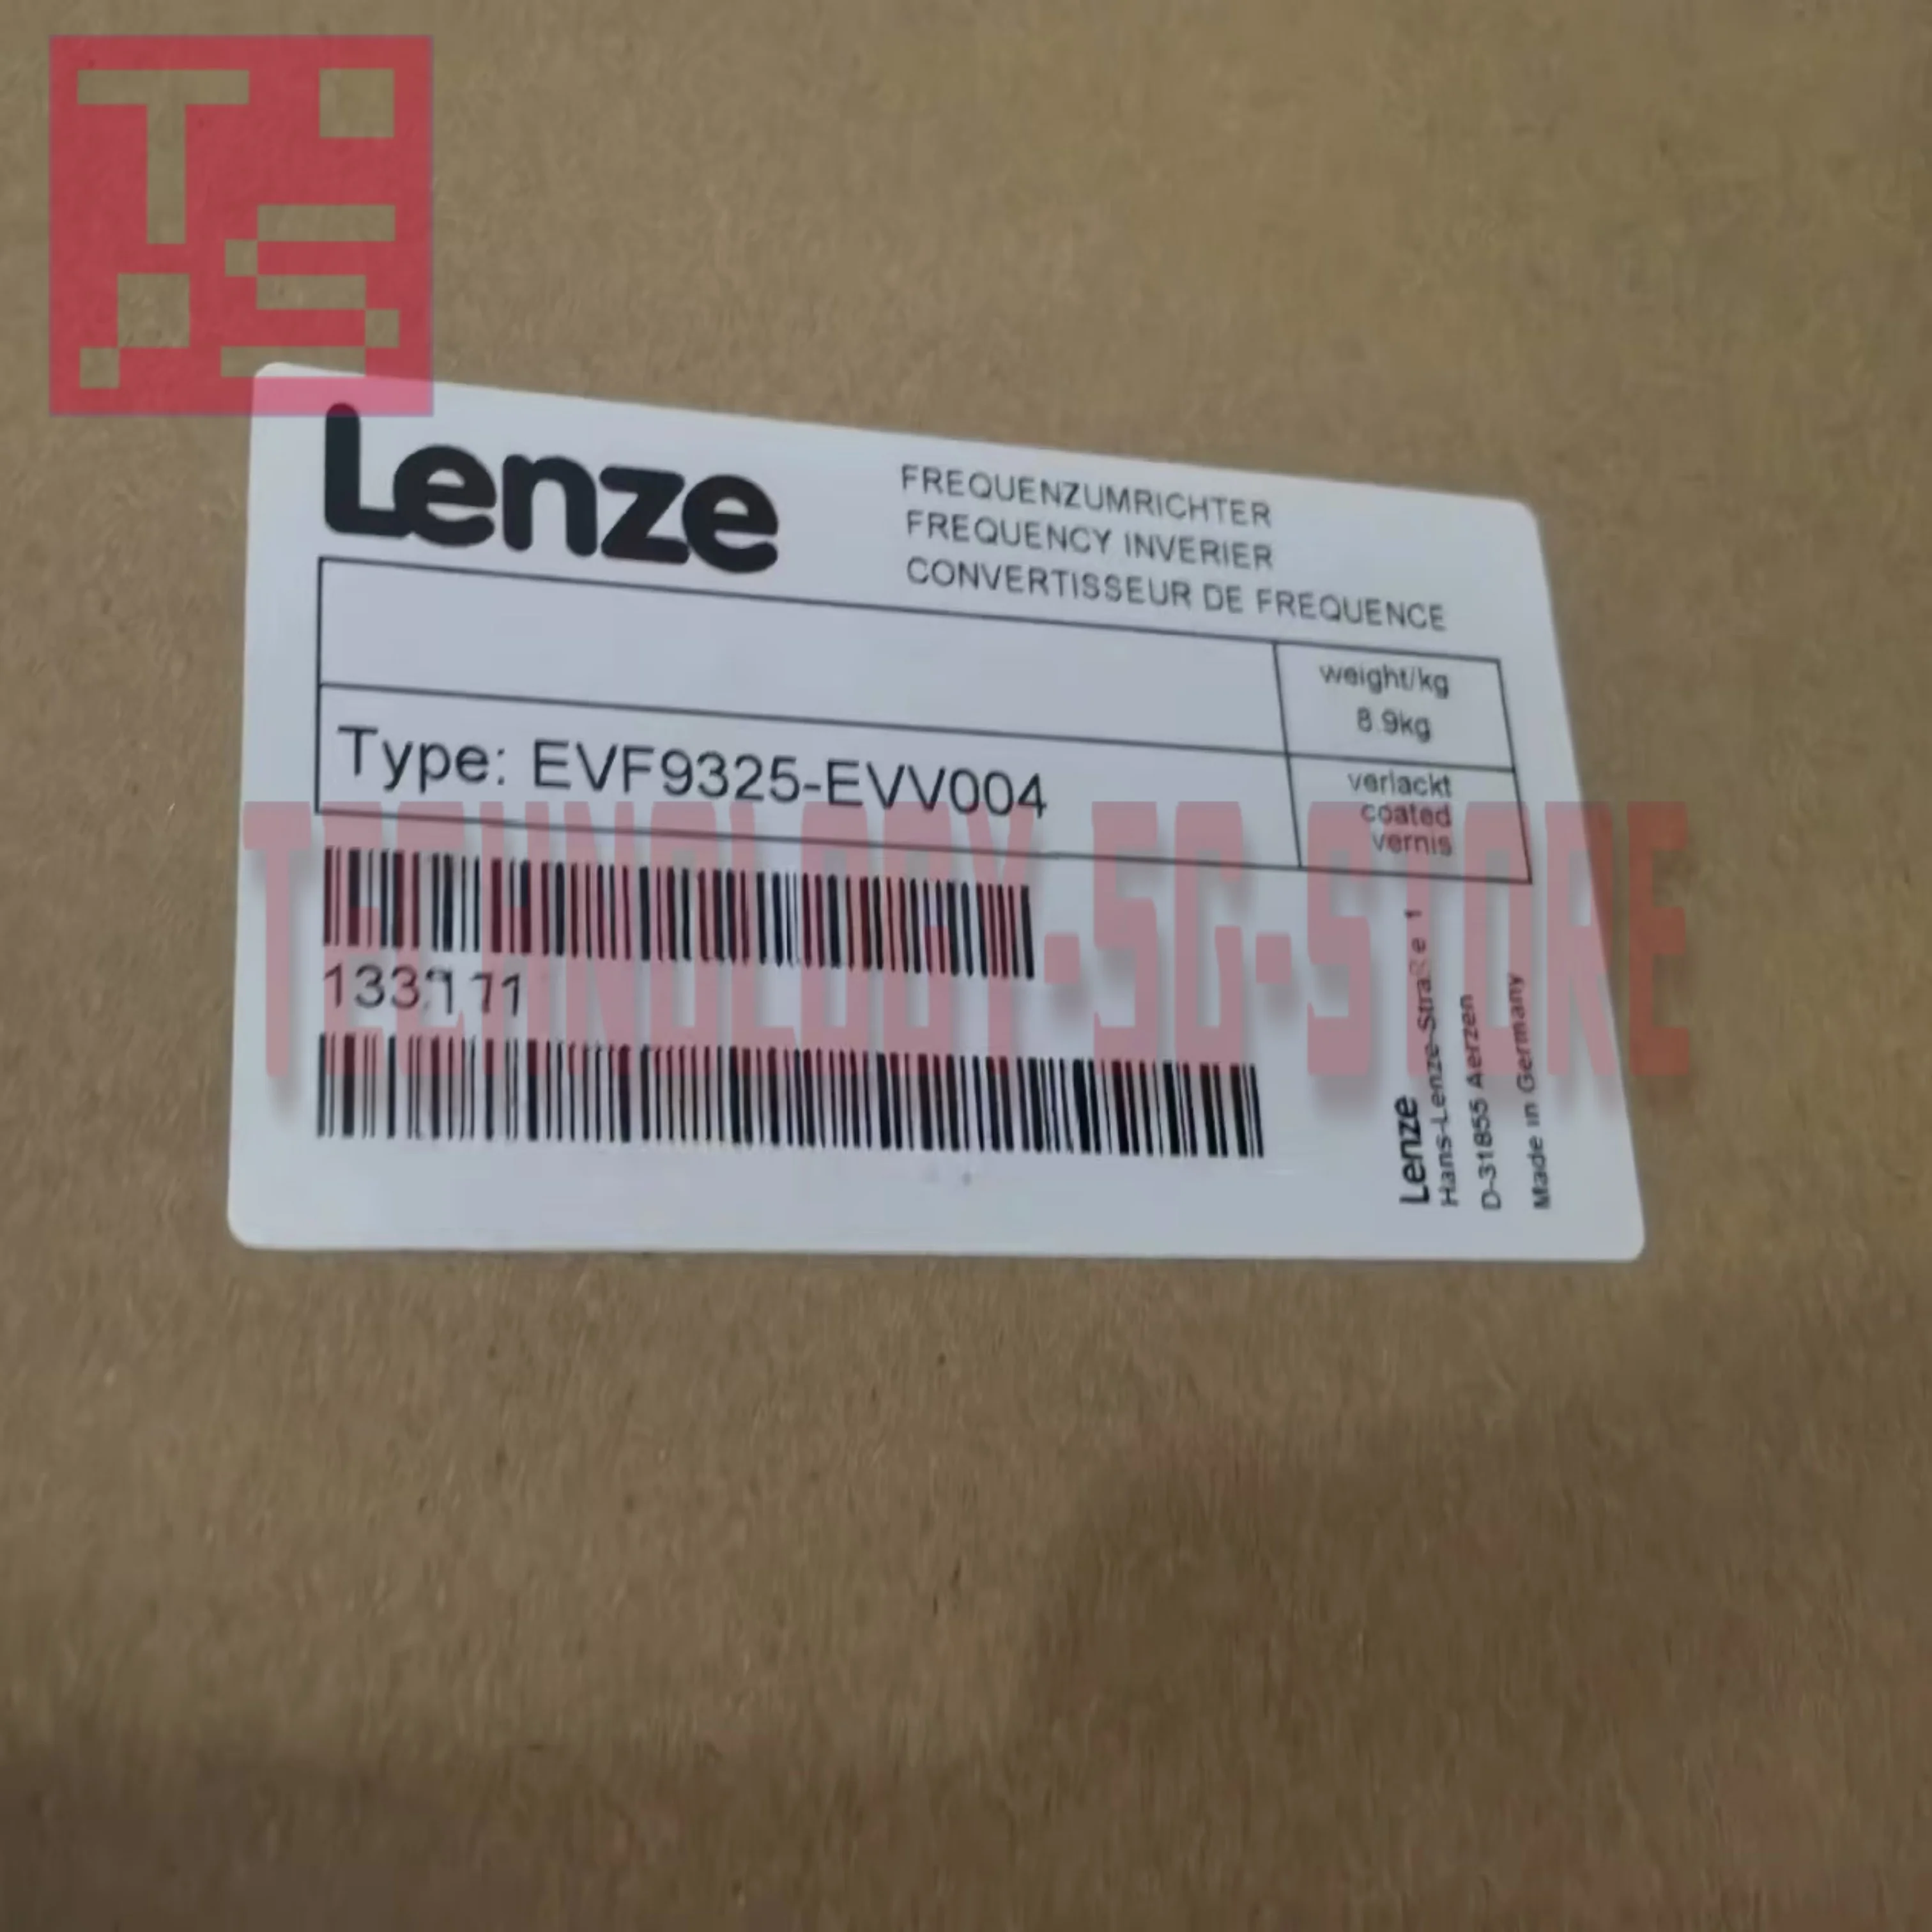 TS
Lenze
FREQUENZUMRICHTER
FREQUENCY INVERIER
CONVERTISSEUR DE FREQUENCE
weight/kg
8.9kg
Type: EVF9325-EVV004
verlackt
coated
vernis
TECHNOLOGY-5G-STORE
Lenze
Hans-Lenze-Straße 1
D-31855 Aerzen
Made in Germany